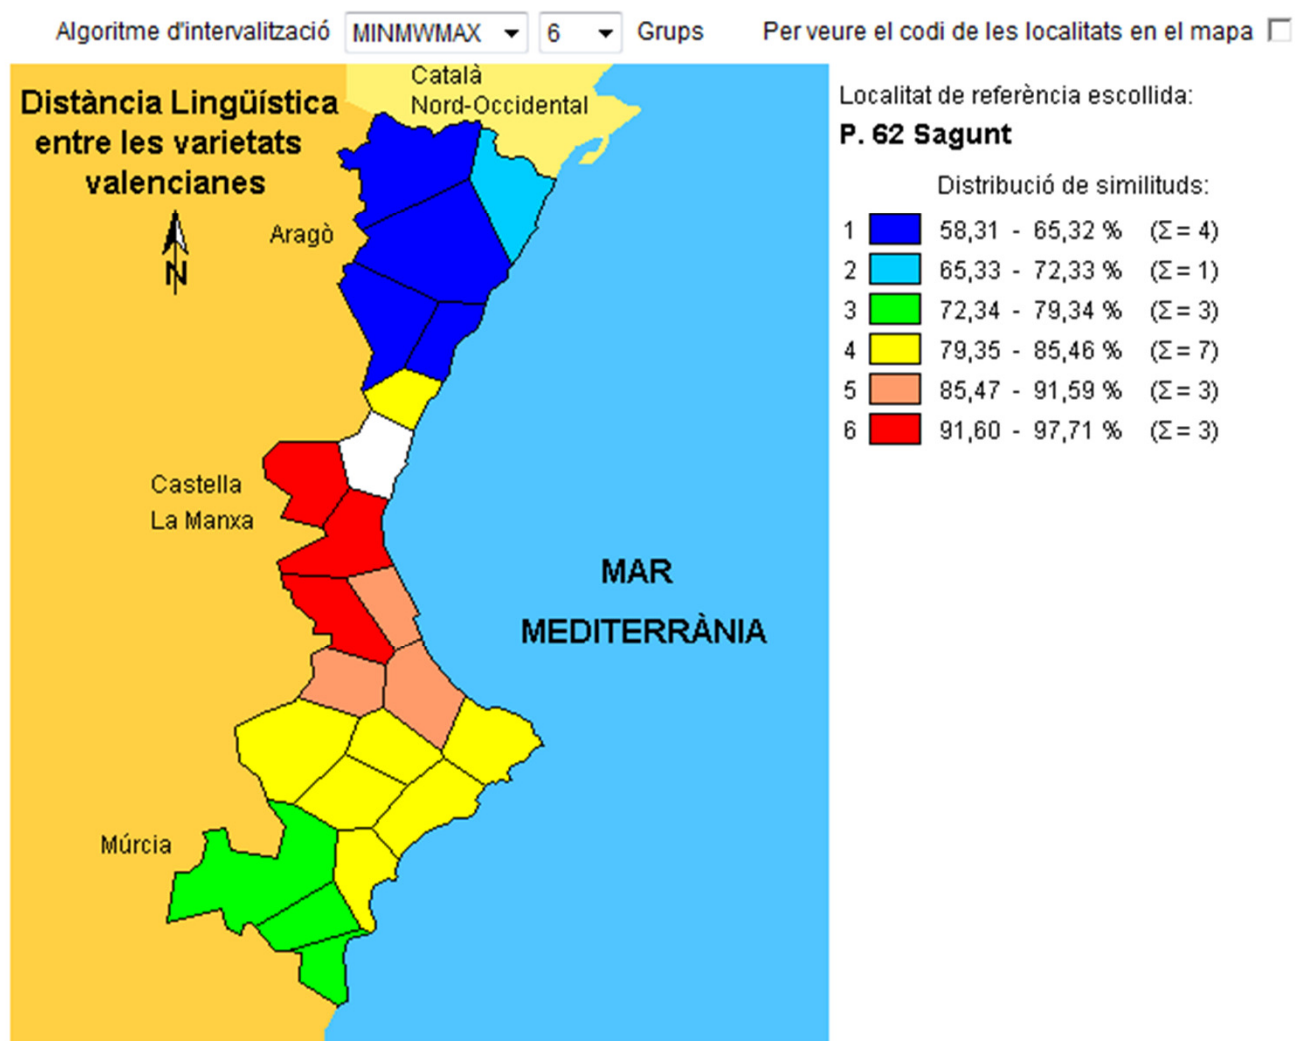 Algoritme d'intervalització MINMWMAX 6 Grups Per veure el codi de les localitats en el mapa
Distància Lingüística
entre les varietats
valencianes
N
Català
Nord-Occidental
Aragò
Castella
La Manxa
Múrcia
MAR
MEDITERRÀNIA
Localitat de referència escollida:
P. 62 Sagunt
Distribució de similituds:
1 58,31 - 65,32 % (Σ = 4)
2 65,33 - 72,33 % (Σ = 1)
3 72,34 - 79,34 % (Σ = 3)
4 79,35 - 85,46 % (Σ = 7)
5 85,47 - 91,59 % (Σ = 3)
6 91,60 - 97,71 % (Σ = 3)